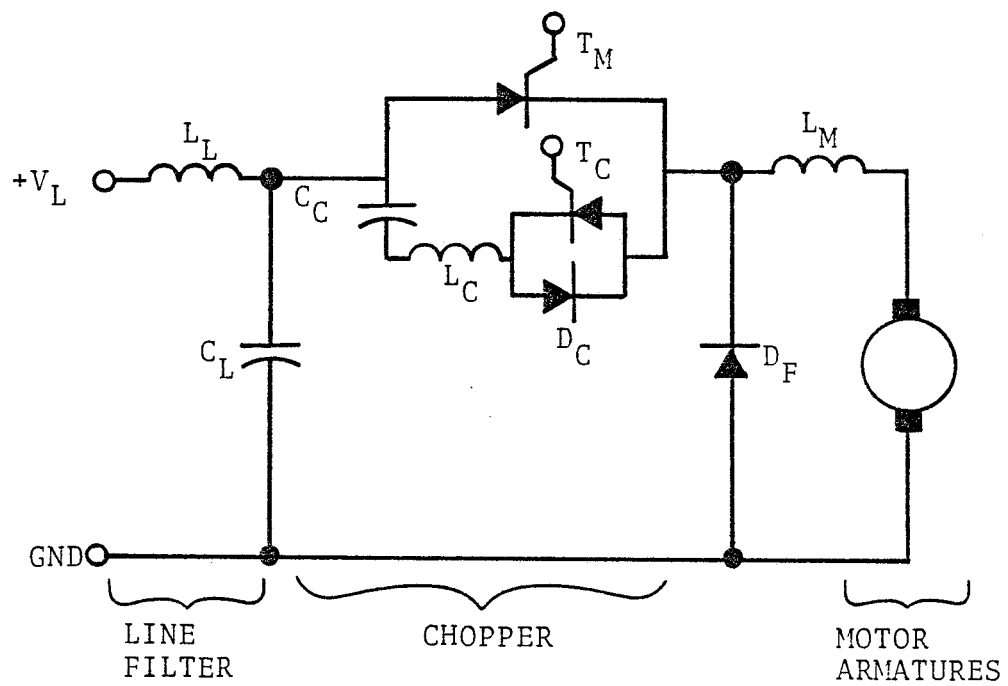 T_M
L_L
T_C
L_M
+V_L
C_C
L_C
D_C
C_L
D_F
GND
LINE
FILTER
CHOPPER
MOTOR
ARMATURES